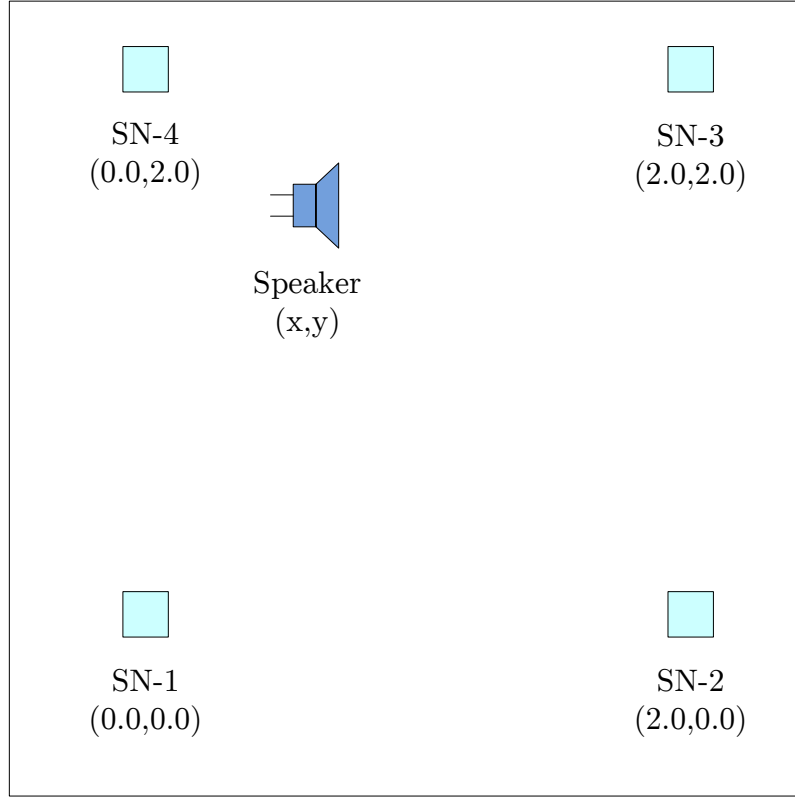 SN-4
(0.0,2.0)
SN-3
(2.0,2.0)
Speaker
(x,y)
SN-1
(0.0,0.0)
SN-2
(2.0,0.0)